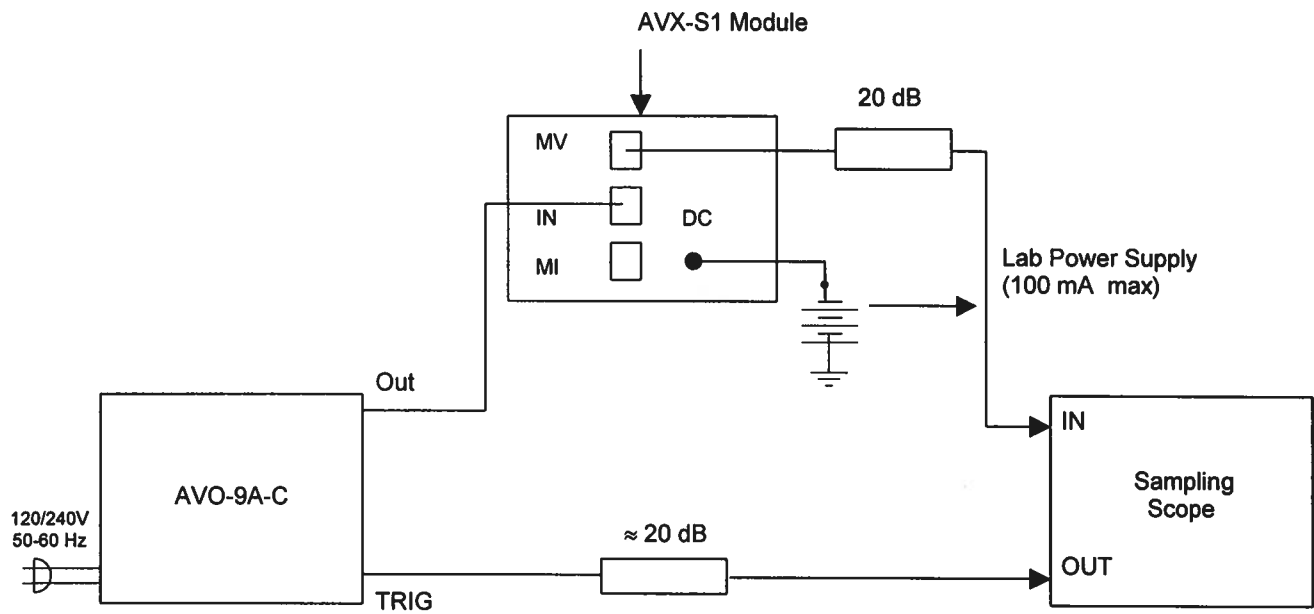 AVX-S1 Module
20 dB
MV
IN
DC
MI
Lab Power Supply
(100 mA max)
Out
IN
AVO-9A-C
Sampling
Scope
120/240V
50-60 Hz
≈ 20 dB
OUT
TRIG